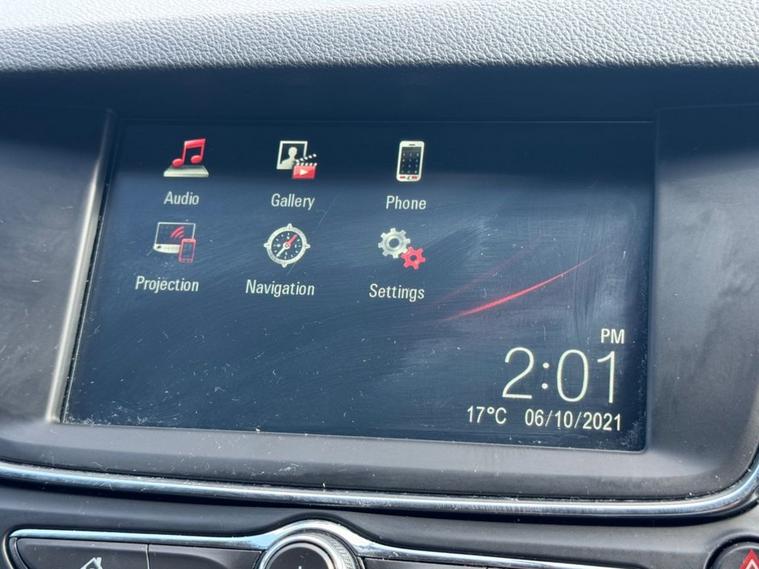 Audio Gallery Phone
Projection Navigation Settings
PM
2:01
17°C 06/10/2021